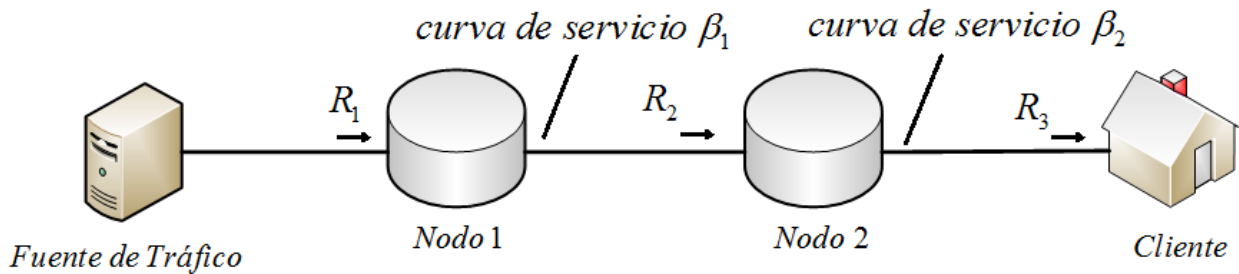 curva de servicio β₁
curva de servicio β₂
R₁
R₂
R₃
Fuente de Tráfico
Nodo 1
Nodo 2
Cliente